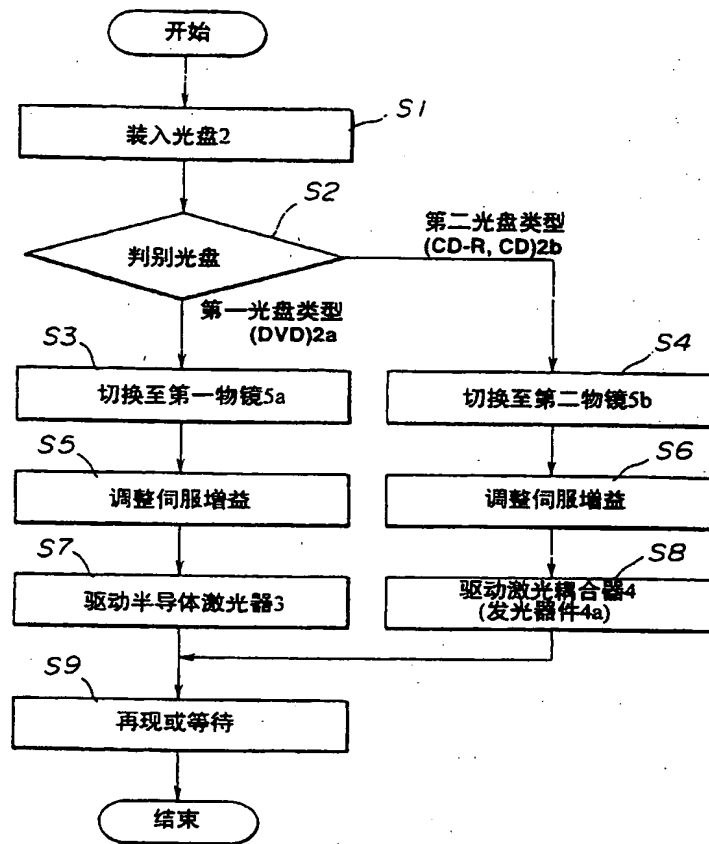 开始
S1
装入光盘2
S2
判别光盘
第二光盘类型
(CD-R, CD)2b
第一光盘类型
(DVD)2a
S3
切换至第一物镜5a
S4
切换至第二物镜5b
S5
调整伺服增益
S6
调整伺服增益
S7
驱动半导体激光器3
S8
驱动激光耦合器4
(发光器件4a)
S9
再现或等待
结束